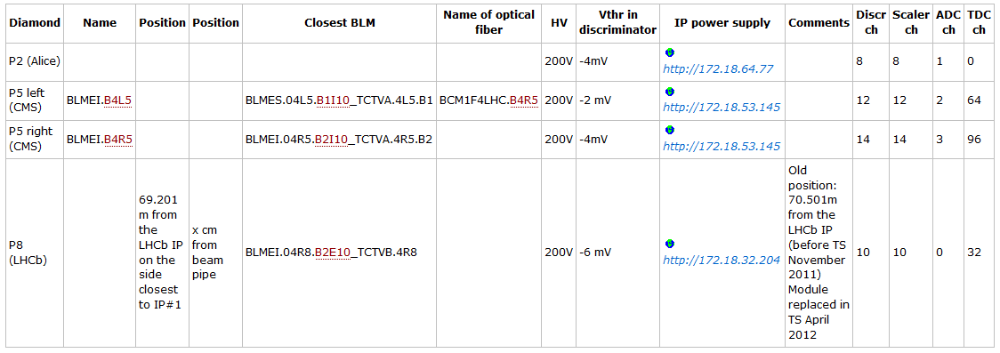 Diamond Name Position Position Closest BLM Name of optical fiber HV Vthr in discriminator IP power supply Comments Discr ch Scaler ch ADC ch TDC ch
P2 (Alice) 200V -4mV http://172.18.64.77 8 8 1 0
P5 left (CMS) BLMEI.B4L5 BLMES.04L5.B1I10_TCTVA.4L5.B1 BCM1F4LHC.B4R5 200V -2 mV http://172.18.53.145 12 12 2 64
P5 right (CMS) BLMEI.B4R5 BLMEI.04R5.B2I10_TCTVA.4R5.B2 200V -4mV http://172.18.53.145 14 14 3 96
P8 (LHCb) 69.201 m from the LHCb IP on the side closest to IP#1 x cm from beam pipe BLMEI.04R8.B2E10_TCTVB.4R8 200V -6 mV http://172.18.32.204 Old position: 70.501m from the LHCb IP (before TS November 2011) Module replaced in TS April 2012 10 10 0 32